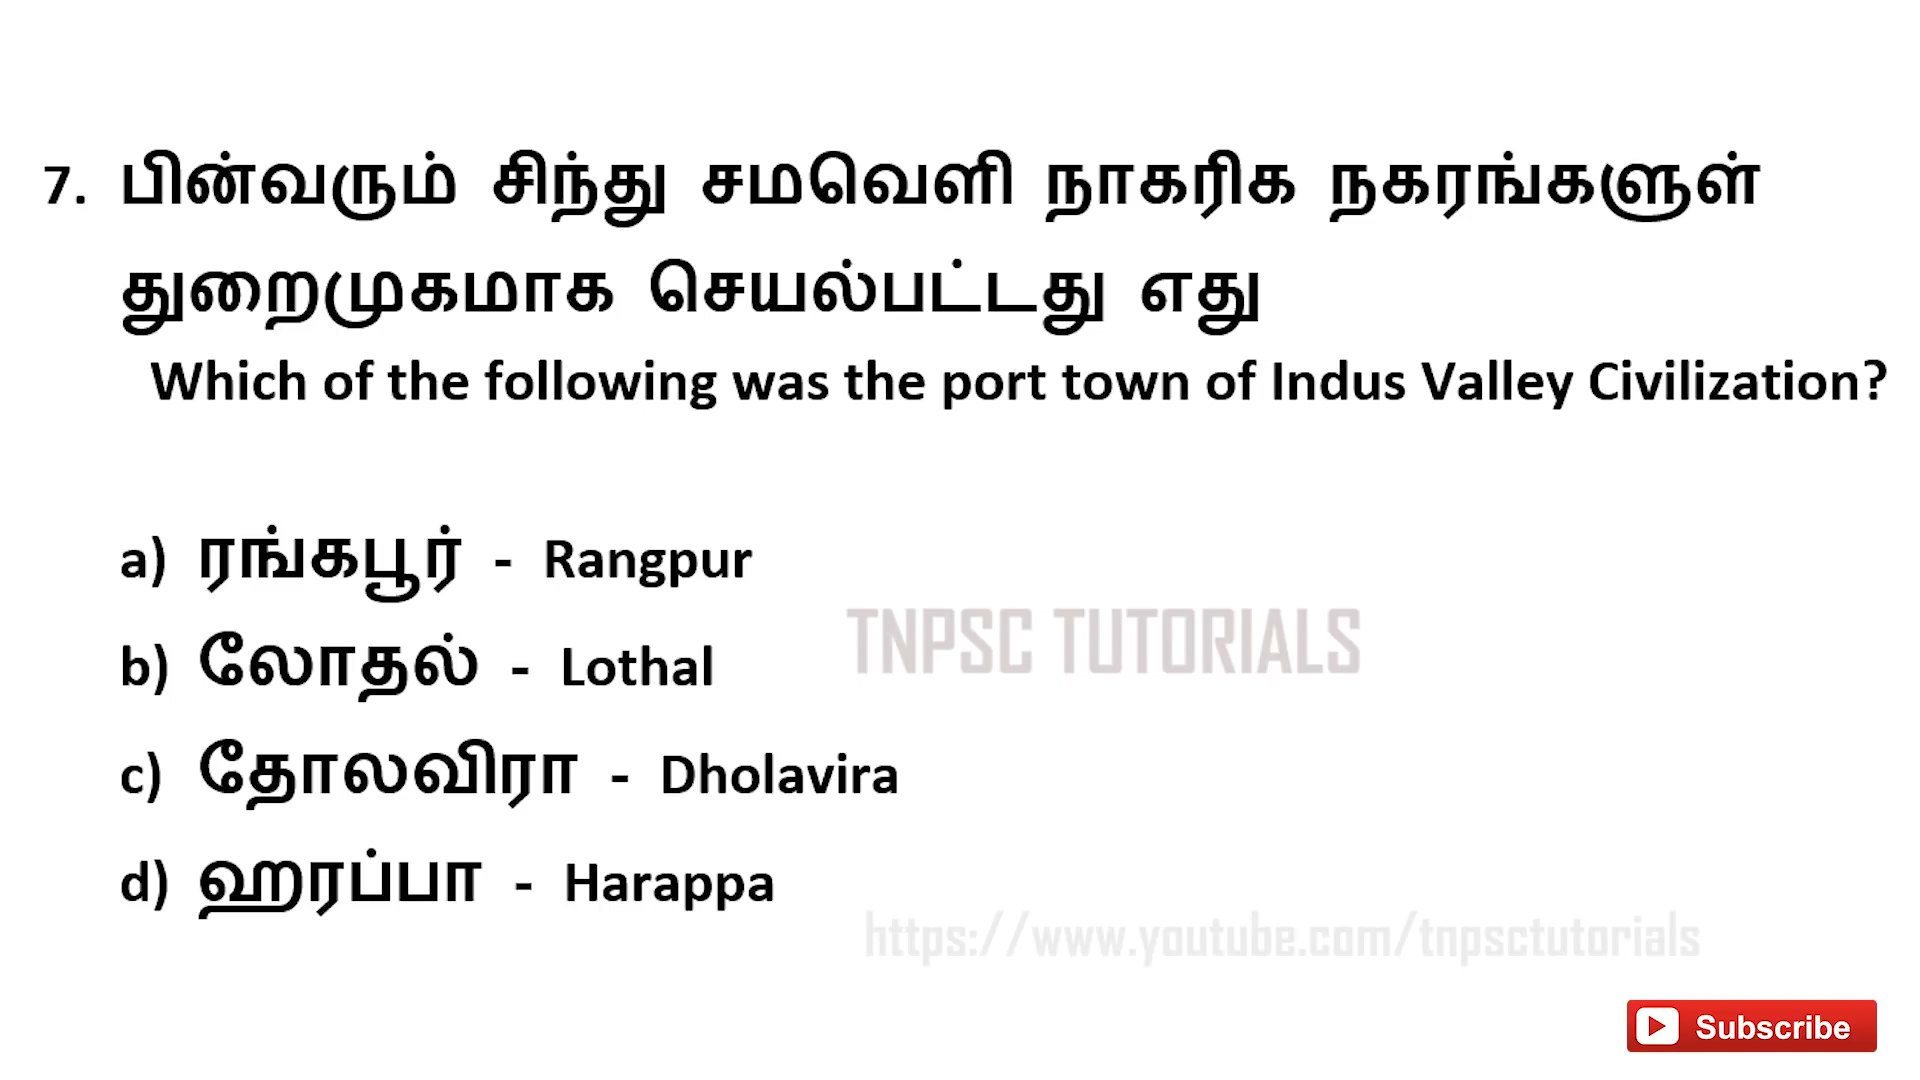 7. பின்வரும் சிந்து சமவெளி நாகரிக நகரங்களுள்
துறைமுகமாக செயல்பட்டது எது
Which of the following was the port town of Indus Valley Civilization?
a) ரங்கபூர் - Rangpur
b) லோதல் - Lothal
TNPSC TUTORIALS
c) தோலவிரா - Dholavira
d) ஹரப்பா - Harappa
https://www.youtube.com/tnpsctutorials
Subscribe